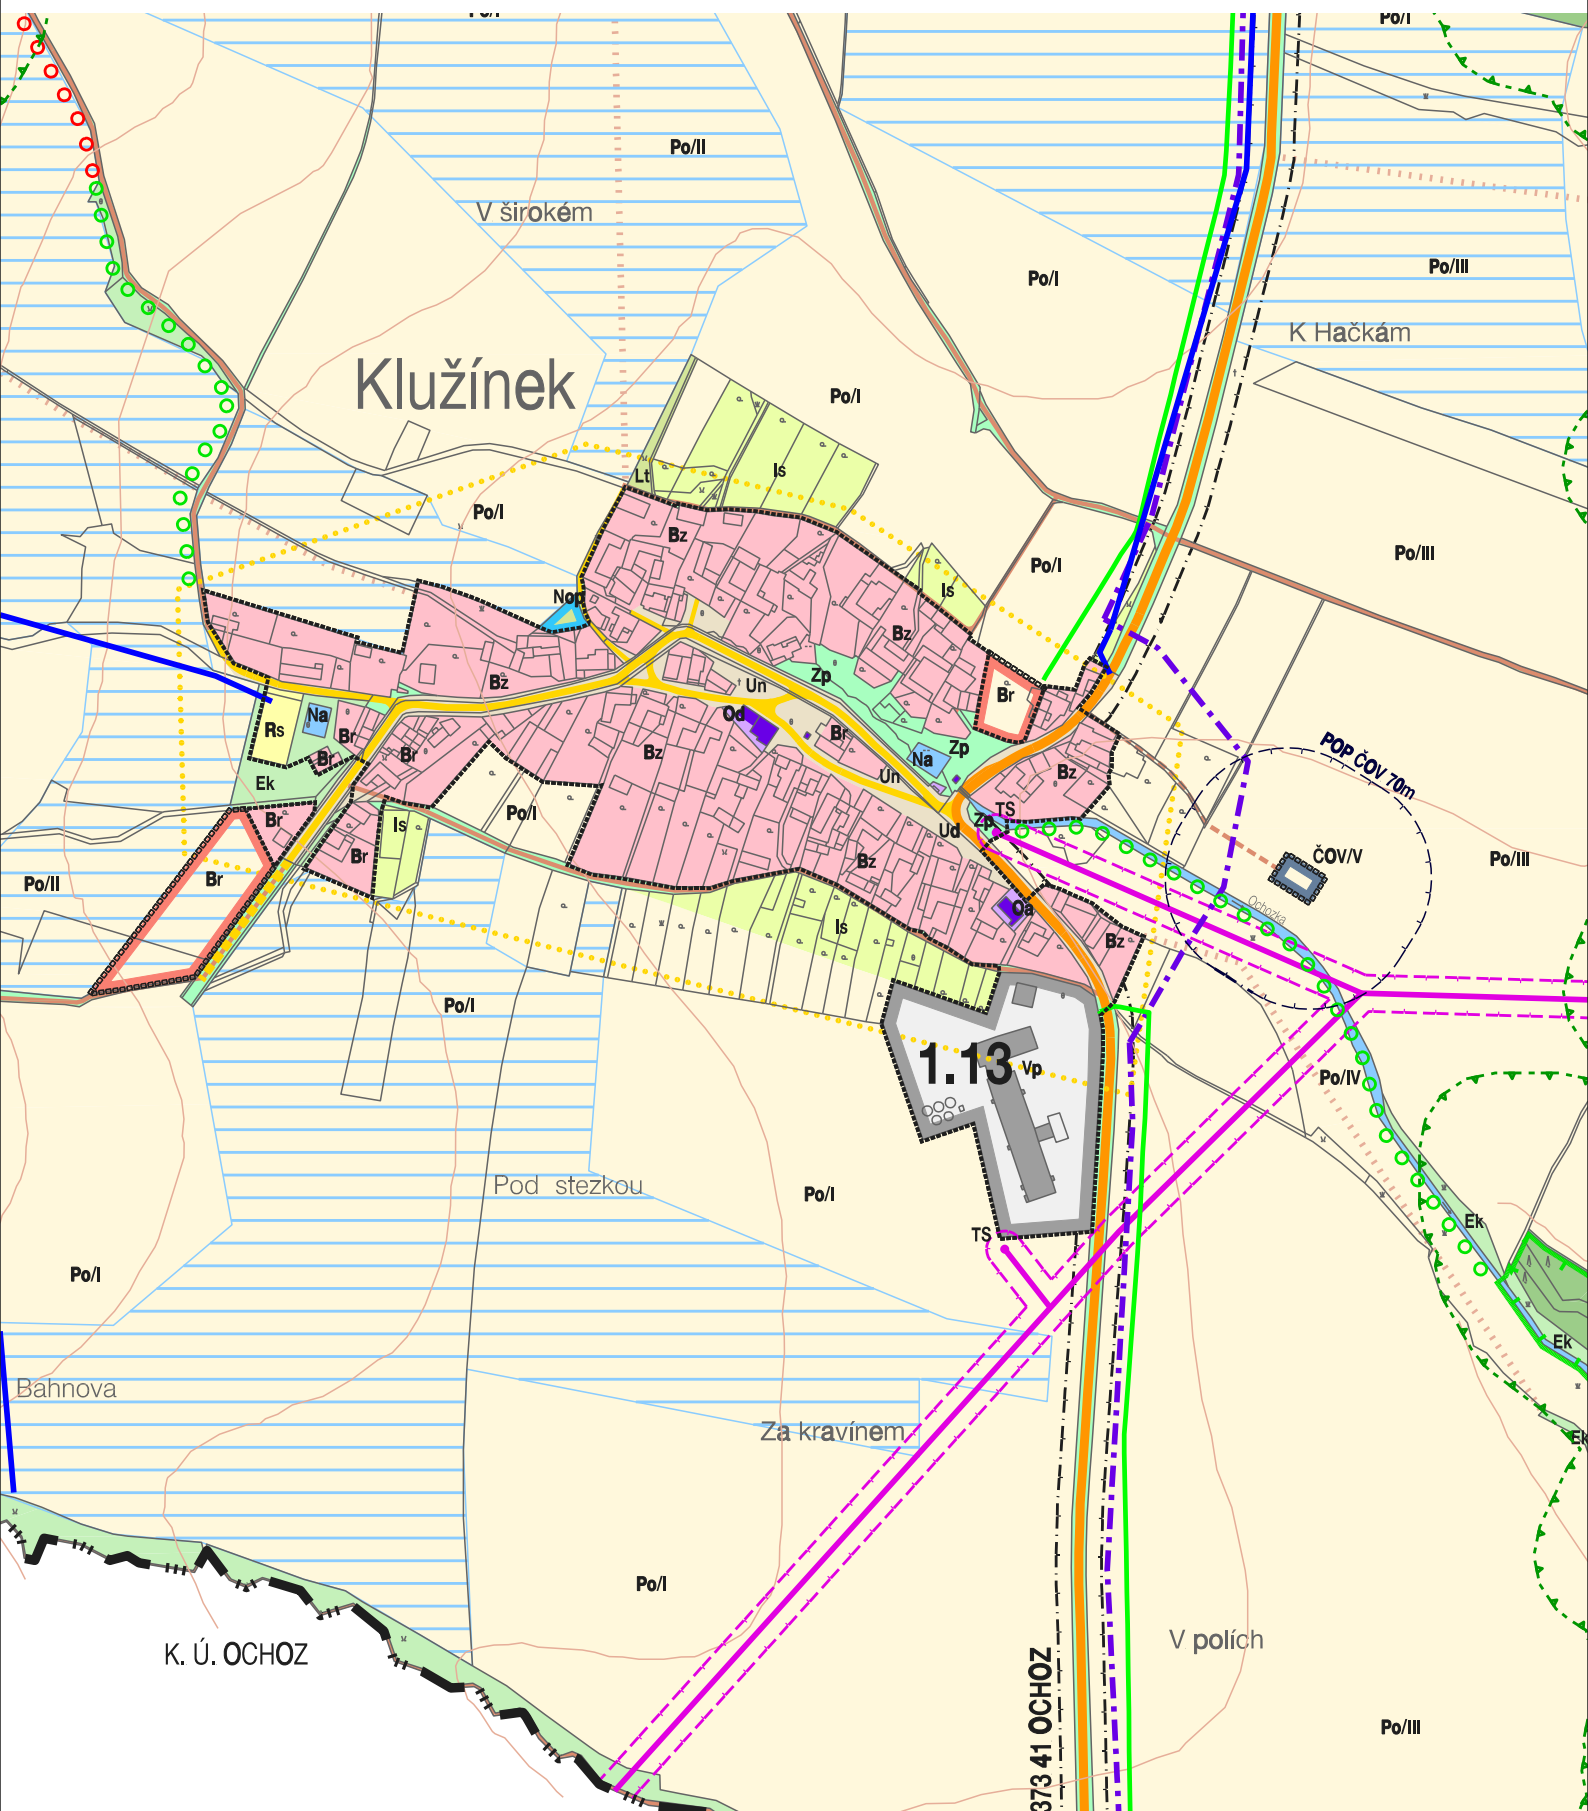 Po/I
Po/I
Po/II
V širokém
Po/I
Po/III
K Hačkám
Klužínek
Po/I
Is
Lt
Po/I
Bz
Po/III
Po/I
Is
Nop
Bz
Zp
Bz
Un
Br
Na
Od
Rs
Br
Br
Br
Bz
Br
Zp
Na
Un
Bz
POP ČOV 70m
Ek
Po/I
TS
Br
Is
Zp
Ud
Br
Bz
ČOV/V
Po/III
Po/II
Br
Oa
Ochozka
Is
Bz
Po/I
1.13
Vp
Po/IV
Pod stezkou
Po/I
Ek
TS
Po/I
Ek
Bahnova
Za kravínem
Ek
Po/I
V polích
K. Ú. OCHOZ
373 41 OCHOZ
Po/III